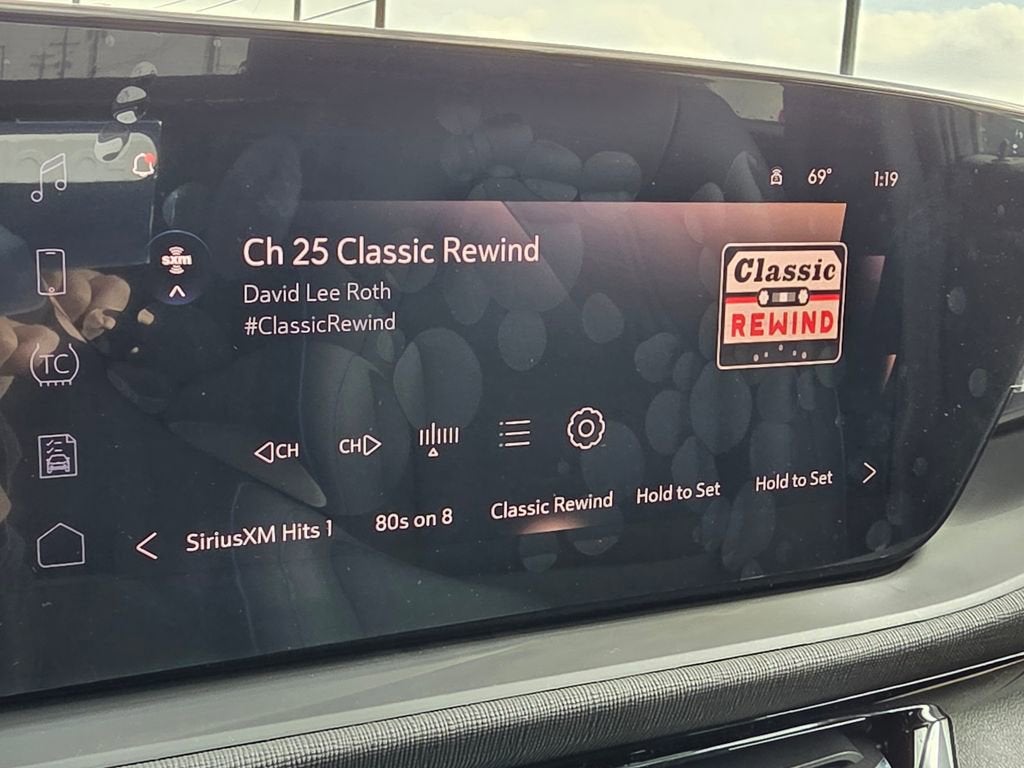 69° 1:19
sxm
Ch 25 Classic Rewind
David Lee Roth
#ClassicRewind
Classic
REWIND
TC
CH CH
SiriusXM Hits 1 80s on 8 Classic Rewind Hold to Set Hold to Set